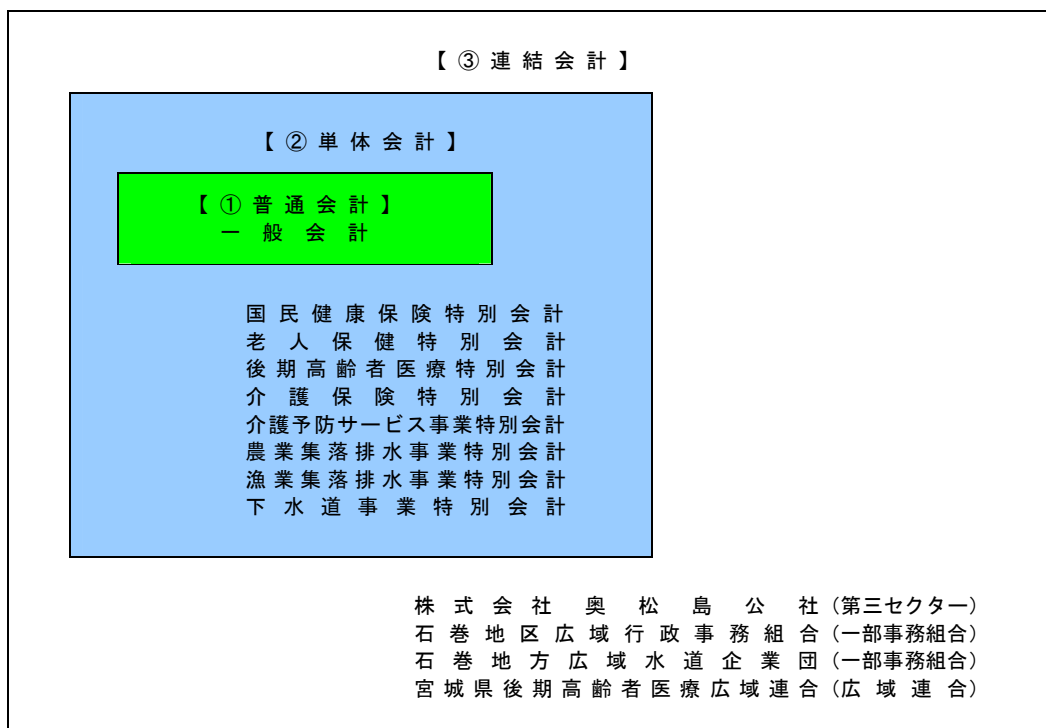 【③連結会計】
【②単体会計】
【①普通会計】
一般会計
国民健康保険特別会計
老人保健特別会計
後期高齢者医療特別会計
介護保険特別会計
介護予防サービス事業特別会計
農業集落排水事業特別会計
漁業集落排水事業特別会計
下水道事業特別会計
株式会社奥松島公社(第三セクター)
石巻地区広域行政事務組合(一部事務組合)
石巻地方広域水道企業団(一部事務組合)
宮城県後期高齢者医療広域連合(広域連合)